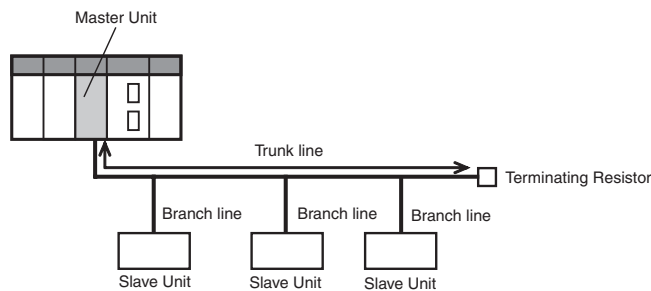 Master Unit
Trunk line
Terminating Resistor
Branch line
Branch line
Branch line
Slave Unit
Slave Unit
Slave Unit